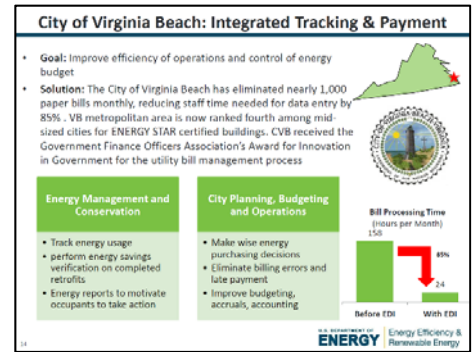 City of Virginia Beach: Integrated Tracking & Payment
• Goal: Improve efficiency of operations and control of energy
budget
• Solution: The City of Virginia Beach has eliminated nearly 1,000
paper bills monthly, reducing staff time needed for data entry by
85% . VB metropolitan area is now ranked fourth among mid-
sized cities for ENERGY STAR certified buildings. CVB received the
Government Finance Officers Association's Award for Innovation
in Government for the utility bill management process
Energy Management and
Conservation
• Track energy usage
• perform energy savings
verification on completed
retrofits
• Energy reports to motivate
occupants to take action
City Planning, Budgeting
and Operations
• Make wise energy
purchasing decisions
• Eliminate billing errors and
late payment
• Improve budgeting,
accruals, accounting
Bill Processing Time
(Hours per Month)
158
85%
24
Before EDI With EDI
14
U.S. DEPARTMENT OF
ENERGY
Energy Efficiency &
Renewable Energy